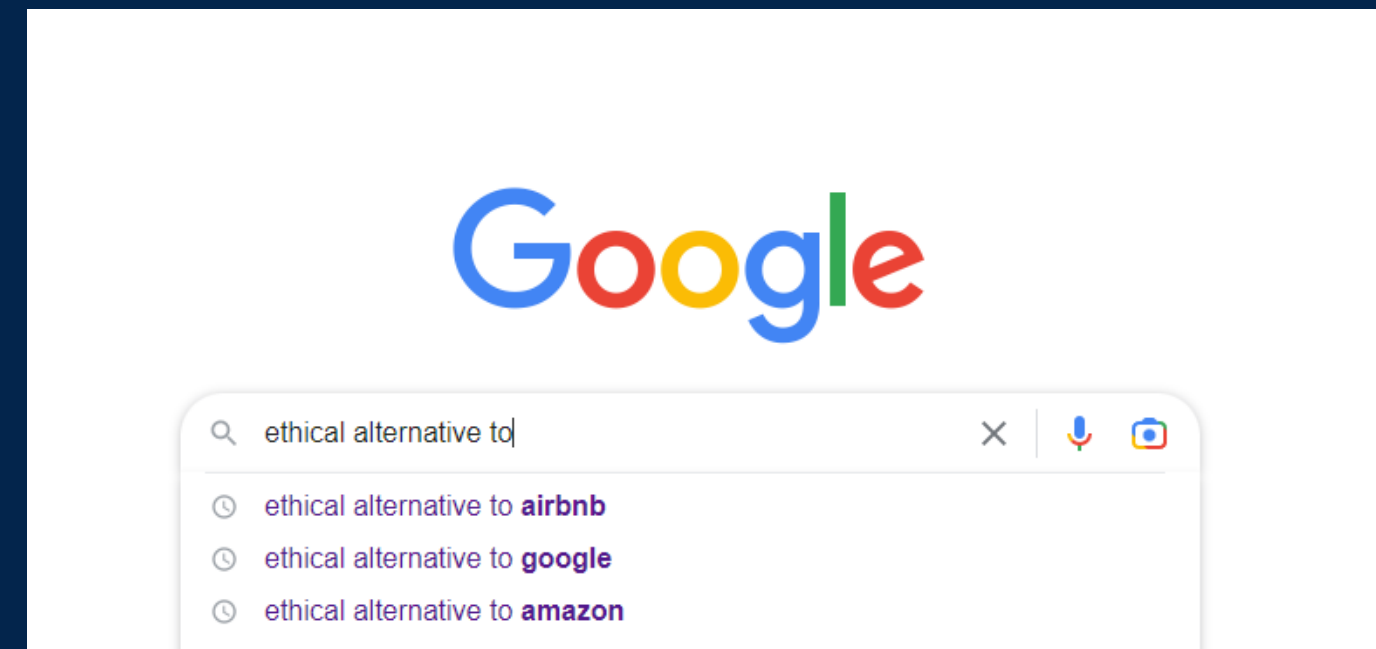 Google
ethical alternative to
ethical alternative to airbnb
ethical alternative to google
ethical alternative to amazon